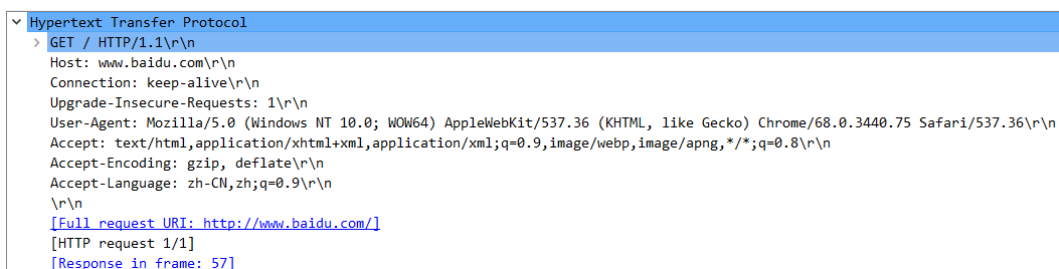 Hypertext Transfer Protocol
GET / HTTP/1.1\r\n
Host: www.baidu.com\r\n
Connection: keep-alive\r\n
Upgrade-Insecure-Requests: 1\r\n
User-Agent: Mozilla/5.0 (Windows NT 10.0; WOW64) AppleWebKit/537.36 (KHTML, like Gecko) Chrome/68.0.3440.75 Safari/537.36\r\n
Accept: text/html,application/xhtml+xml,application/xml;q=0.9,image/webp,image/apng,*/*;q=0.8\r\n
Accept-Encoding: gzip, deflate\r\n
Accept-Language: zh-CN,zh;q=0.9\r\n
\r\n
[Full request URI: http://www.baidu.com/]
[HTTP request 1/1]
[Response in frame: 57]